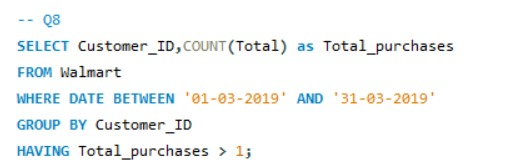 -- Q8
SELECT Customer_ID,COUNT(Total) as Total_purchases
FROM Walmart
WHERE DATE BETWEEN '01-03-2019' AND '31-03-2019'
GROUP BY Customer_ID
HAVING Total_purchases > 1;